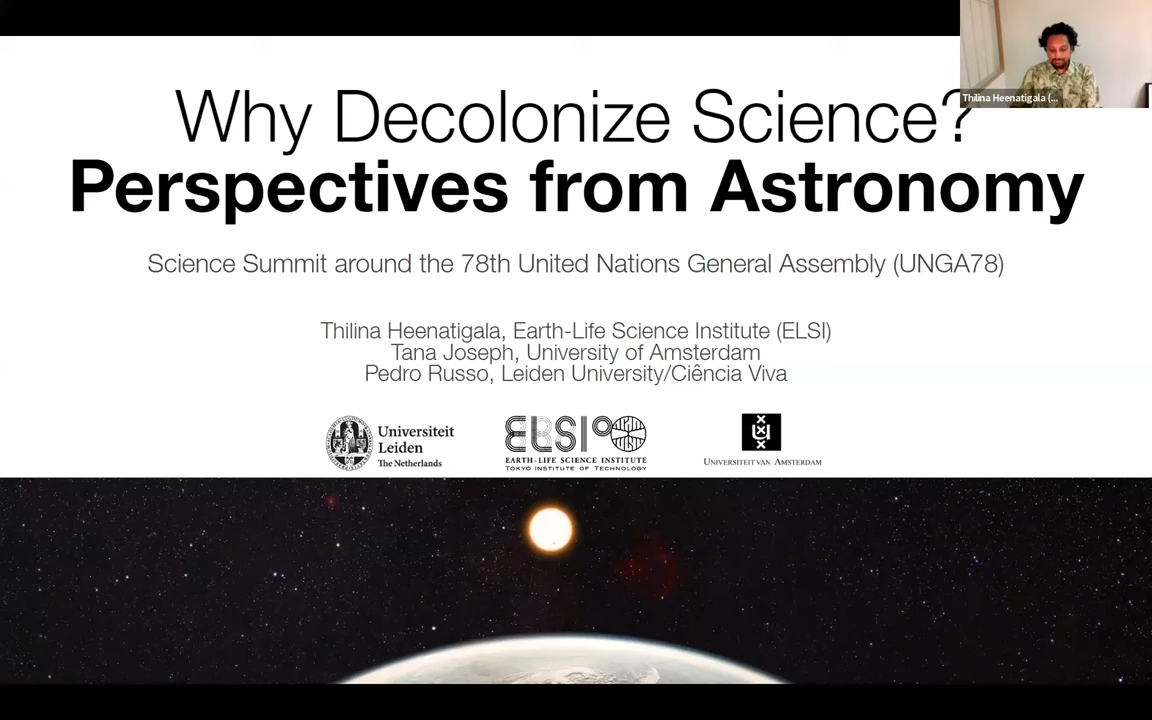 Thilina Heenatigala (...
Why Decolonize Science?
Perspectives from Astronomy
Science Summit around the 78th United Nations General Assembly (UNGA78)
Thilina Heenatigala, Earth-Life Science Institute (ELSI)
Tana Joseph, University of Amsterdam
Pedro Russo, Leiden University/Ciência Viva
Universiteit
Leiden
The Netherlands
ELSI
EARTH-LIFE SCIENCE INSTITUTE
TOKYO INSTITUTE OF TECHNOLOGY
UNIVERSITEIT VAN AMSTERDAM